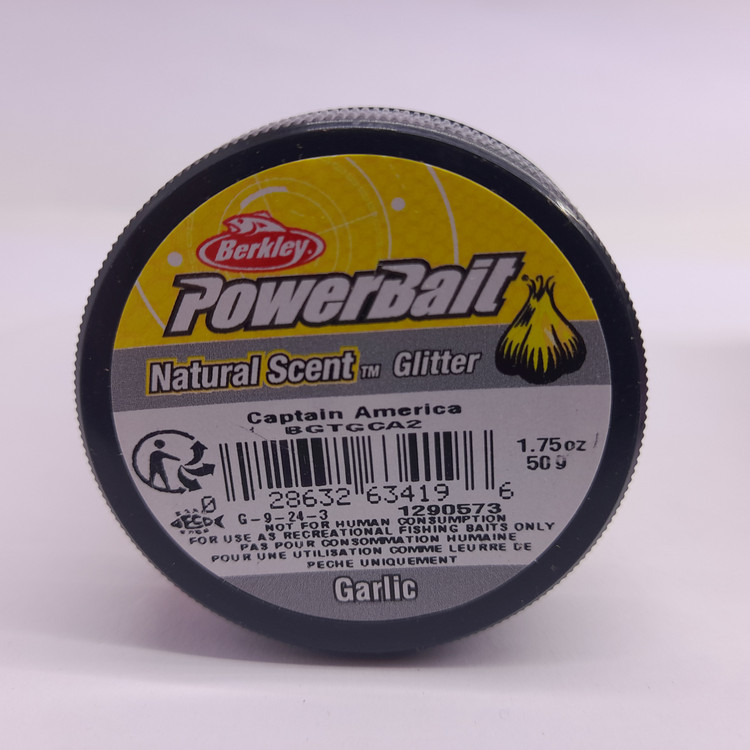 Berkley
PowerBait
Natural Scent™ Glitter
Captain America
BGTGCA2
1.75oz
50g
0 28632 63419 6
G-9-24-3 1290573
NOT FOR HUMAN CONSUMPTION
FOR USE AS RECREATIONAL FISHING BAITS ONLY
PAS POUR CONSOMMATION HUMAINE
POUR UNE UTILISATION COMME LEURRE DE
PECHE UNIQUEMENT
Garlic